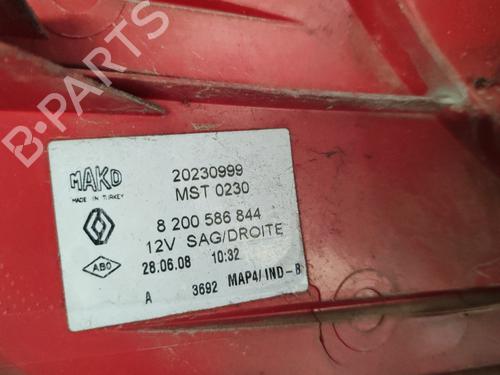 B-PARTS
MAKO
MADE IN TURKEY
20230999
MST 0230
8 200 586 844
12V SAG/DROITE
ABO
28.06.08 10:32
A 3692 MAP4/IND-B